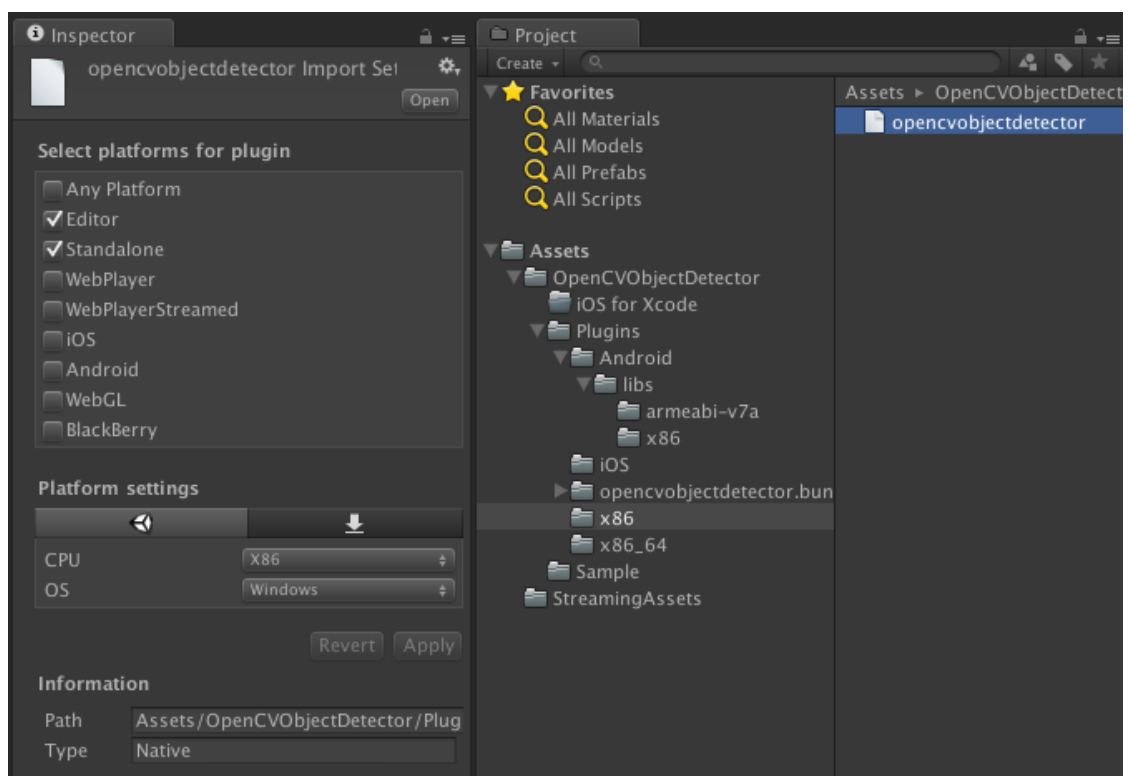 Inspector
opencvobjectdetector Import Set
Open
Select platforms for plugin
Any Platform
Editor
Standalone
WebPlayer
WebPlayerStreamed
iOS
Android
WebGL
BlackBerry
Platform settings
CPU X86
OS Windows
Revert Apply
Information
Path Assets/OpenCVObjectDetector/Plug
Type Native
Project
Create
Favorites
All Materials
All Models
All Prefabs
All Scripts
Assets
OpenCVObjectDetector
iOS for Xcode
Plugins
Android
libs
armeabi-v7a
x86
iOS
opencvobjectdetector.bun
x86
x86_64
Sample
StreamingAssets
Assets ▸ OpenCVObjectDetect
opencvobjectdetector